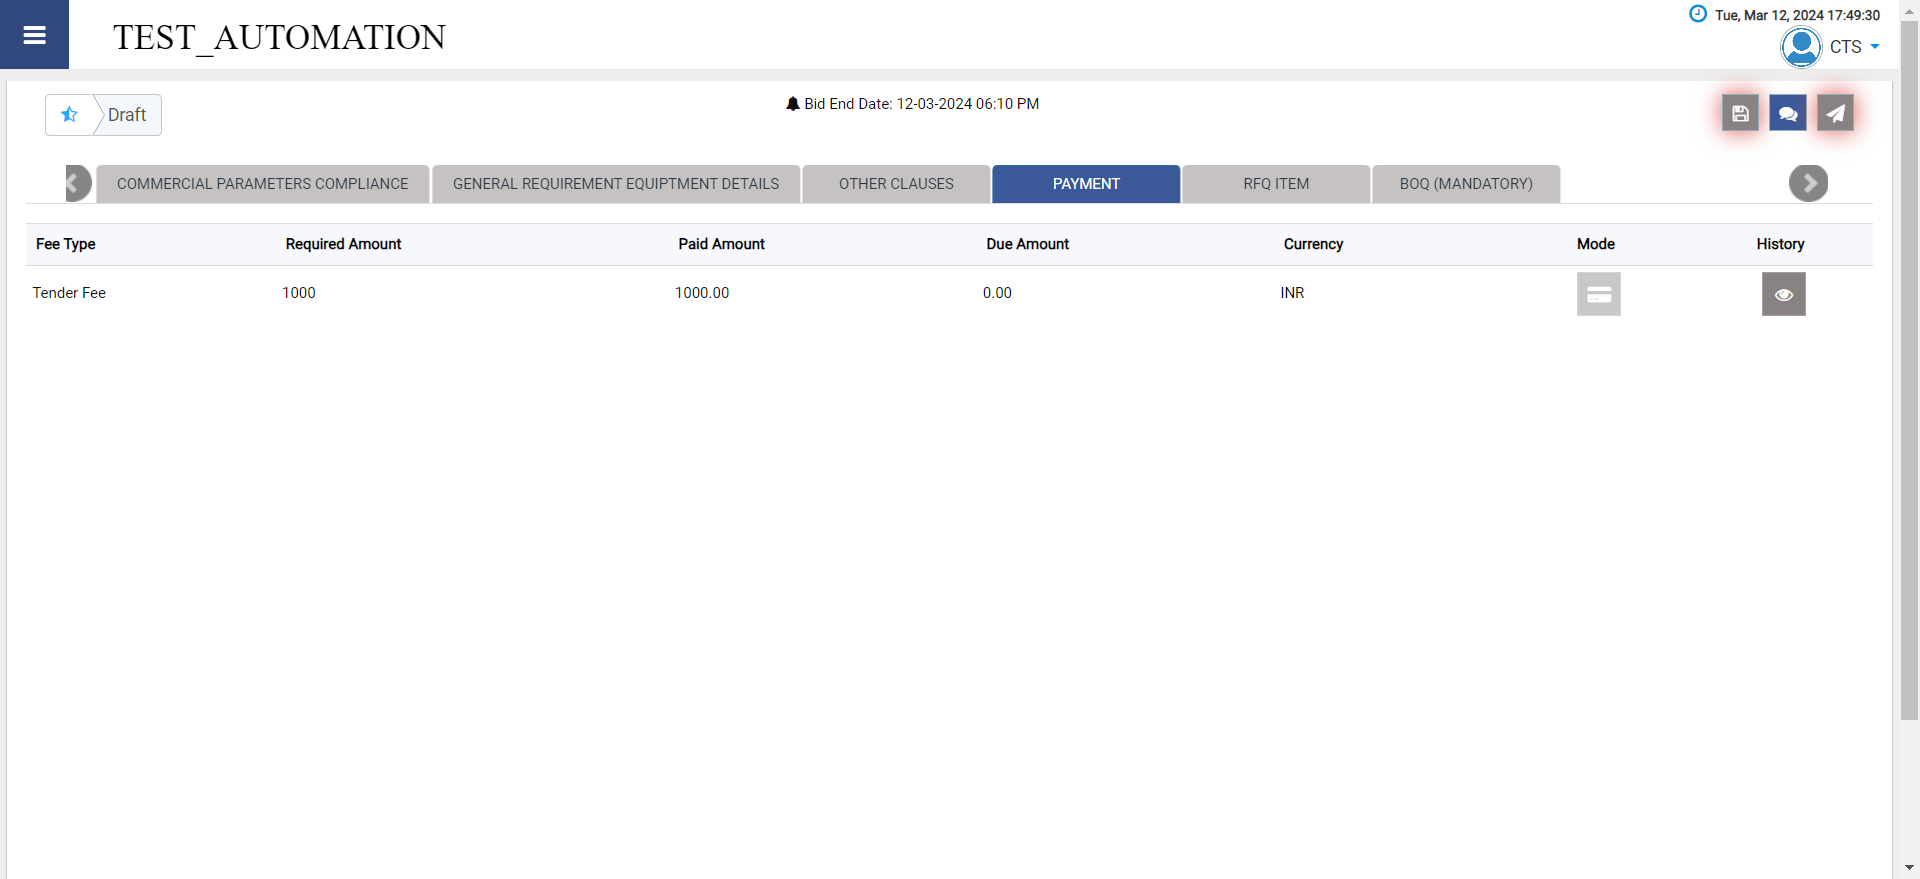 TEST_AUTOMATION
Tue, Mar 12, 2024 17:49:30
CTS
Draft
Bid End Date: 12-03-2024 06:10 PM
COMMERCIAL PARAMETERS COMPLIANCE GENERAL REQUIREMENT EQUIPTMENT DETAILS OTHER CLAUSES PAYMENT RFQ ITEM BOQ (MANDATORY)
Fee Type Required Amount Paid Amount Due Amount Currency Mode History
Tender Fee 1000 1000.00 0.00 INR